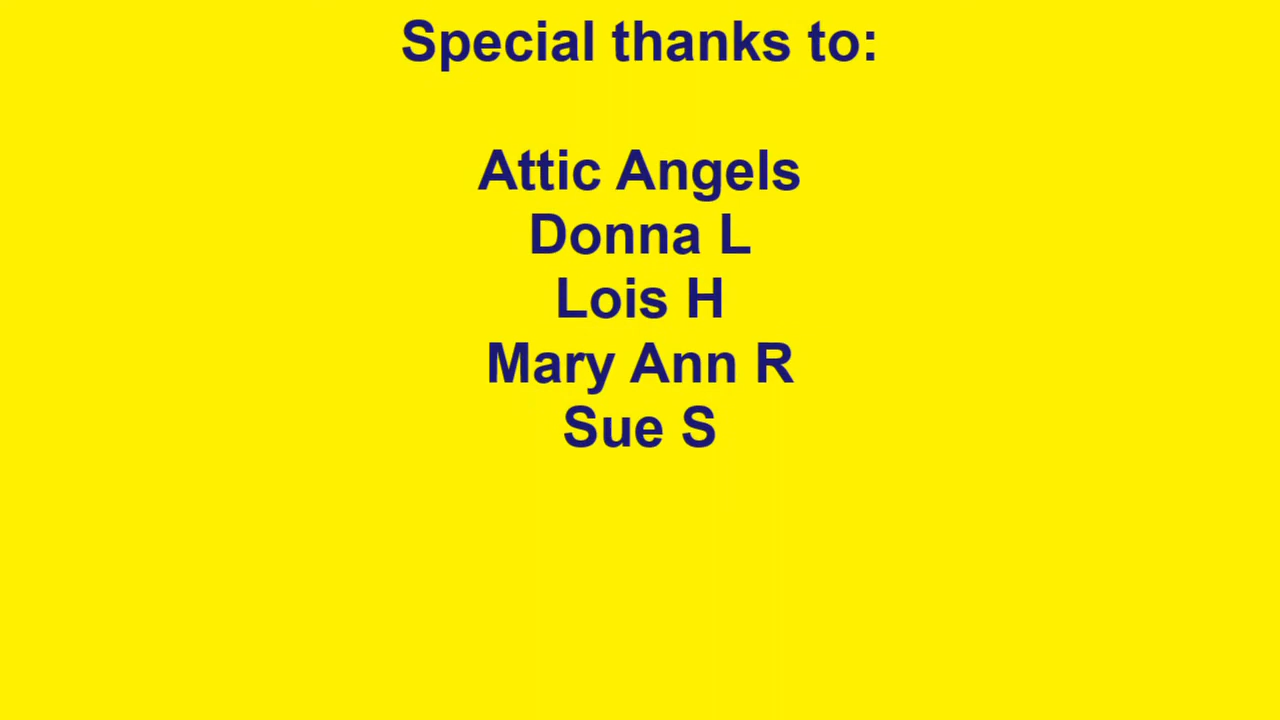 Special thanks to:
Attic Angels
Donna L
Lois H
Mary Ann R
Sue S